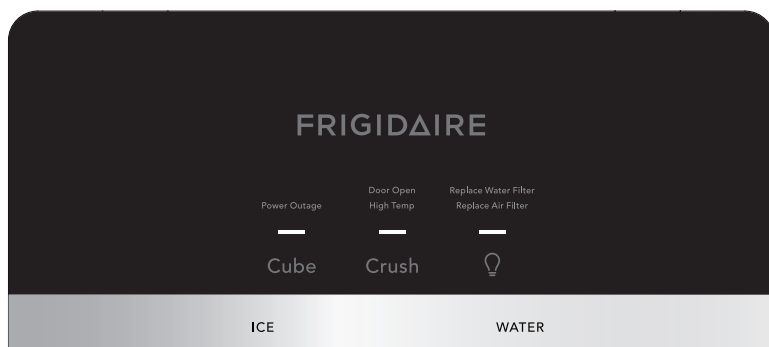 FRIGIDAIRE
Door Open Replace Water Filter
Power Outage High Temp Replace Air Filter
Cube Crush
ICE WATER